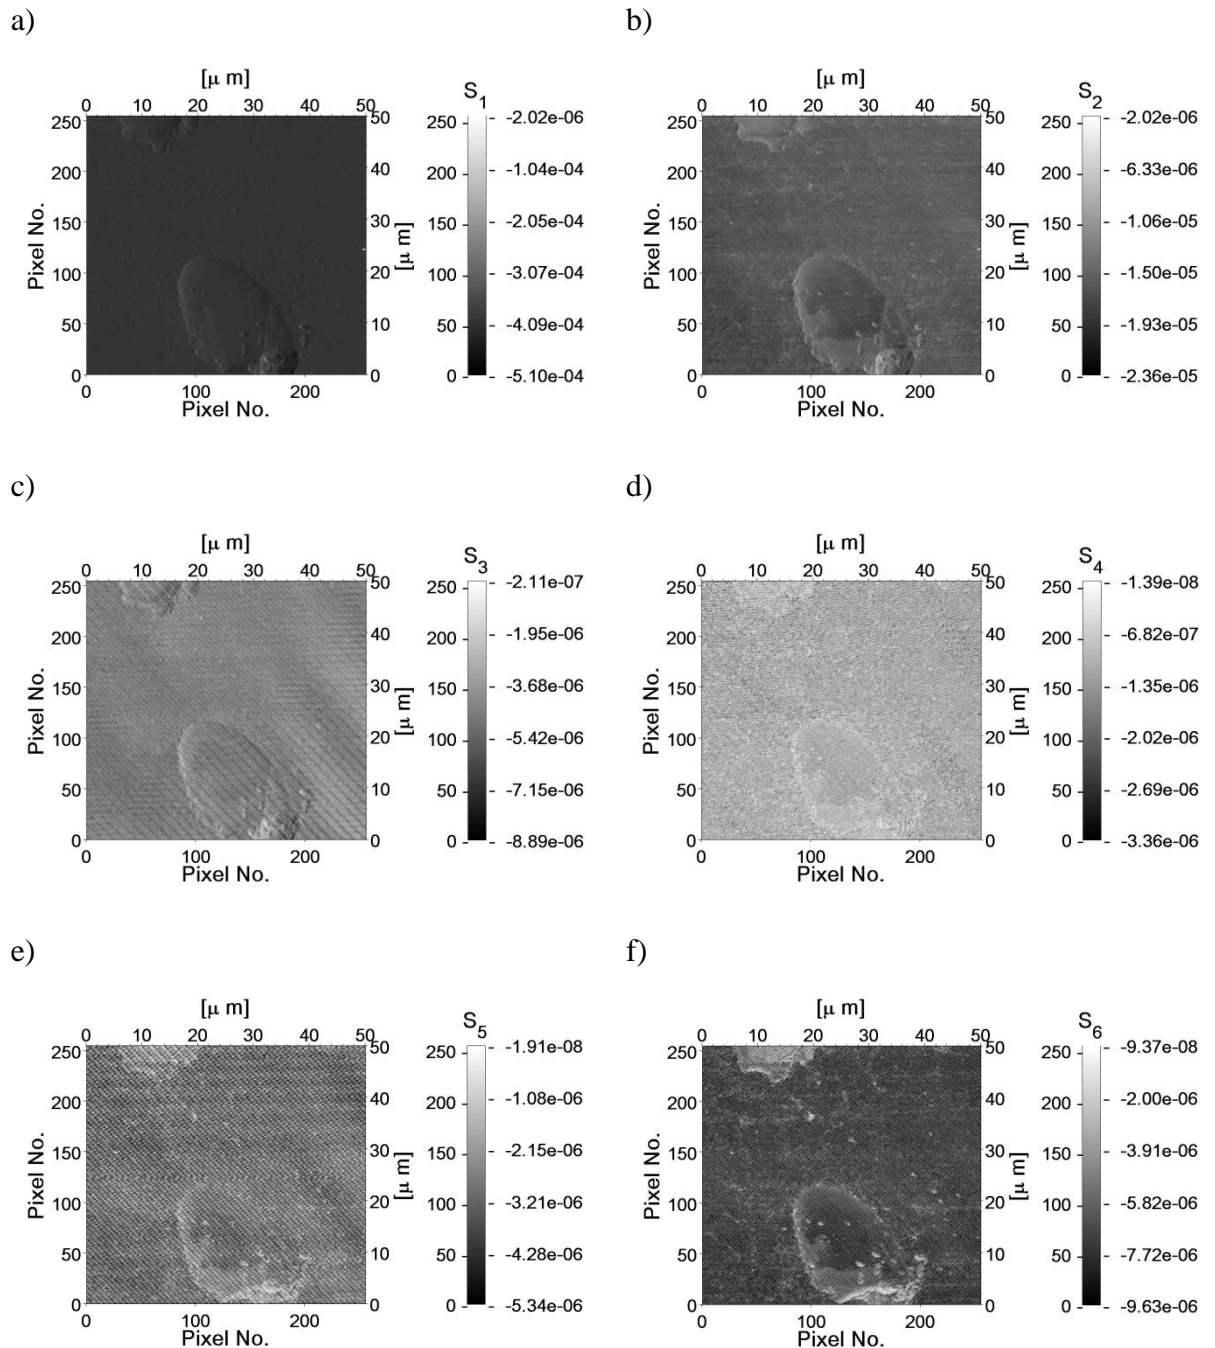 a)
b)
[μ m]
[μ m]
0 10 20 30 40 50
S1
0 10 20 30 40 50
S2
250 50 250 -2.02e-06
250 50 250 -2.02e-06
200 40 200 -1.04e-04
200 40 200 -6.33e-06
150 30 150 -2.05e-04
150 30 150 -1.06e-05
100 20 100 -3.07e-04
100 20 100 -1.50e-05
50 10 50 -4.09e-04
50 10 50 -1.93e-05
0 0 0 -5.10e-04
0 0 0 -2.36e-05
Pixel No.
[μ m]
Pixel No.
[μ m]
0 100 200
0 100 200
Pixel No.
Pixel No.
c)
d)
[μ m]
[μ m]
0 10 20 30 40 50
S3
0 10 20 30 40 50
S4
250 50 250 -2.11e-07
250 50 250 -1.39e-08
200 40 200 -1.95e-06
200 40 200 -6.82e-07
150 30 150 -3.68e-06
150 30 150 -1.35e-06
100 20 100 -5.42e-06
100 20 100 -2.02e-06
50 10 50 -7.15e-06
50 10 50 -2.69e-06
0 0 0 -8.89e-06
0 0 0 -3.36e-06
Pixel No.
[μ m]
Pixel No.
[μ m]
0 100 200
0 100 200
Pixel No.
Pixel No.
e)
f)
[μ m]
[μ m]
0 10 20 30 40 50
S5
0 10 20 30 40 50
S6
250 50 250 -1.91e-08
250 50 250 -9.37e-08
200 40 200 -1.08e-06
200 40 200 -2.00e-06
150 30 150 -2.15e-06
150 30 150 -3.91e-06
100 20 100 -3.21e-06
100 20 100 -5.82e-06
50 10 50 -4.28e-06
50 10 50 -7.72e-06
0 0 0 -5.34e-06
0 0 0 -9.63e-06
Pixel No.
[μ m]
Pixel No.
[μ m]
0 100 200
0 100 200
Pixel No.
Pixel No.